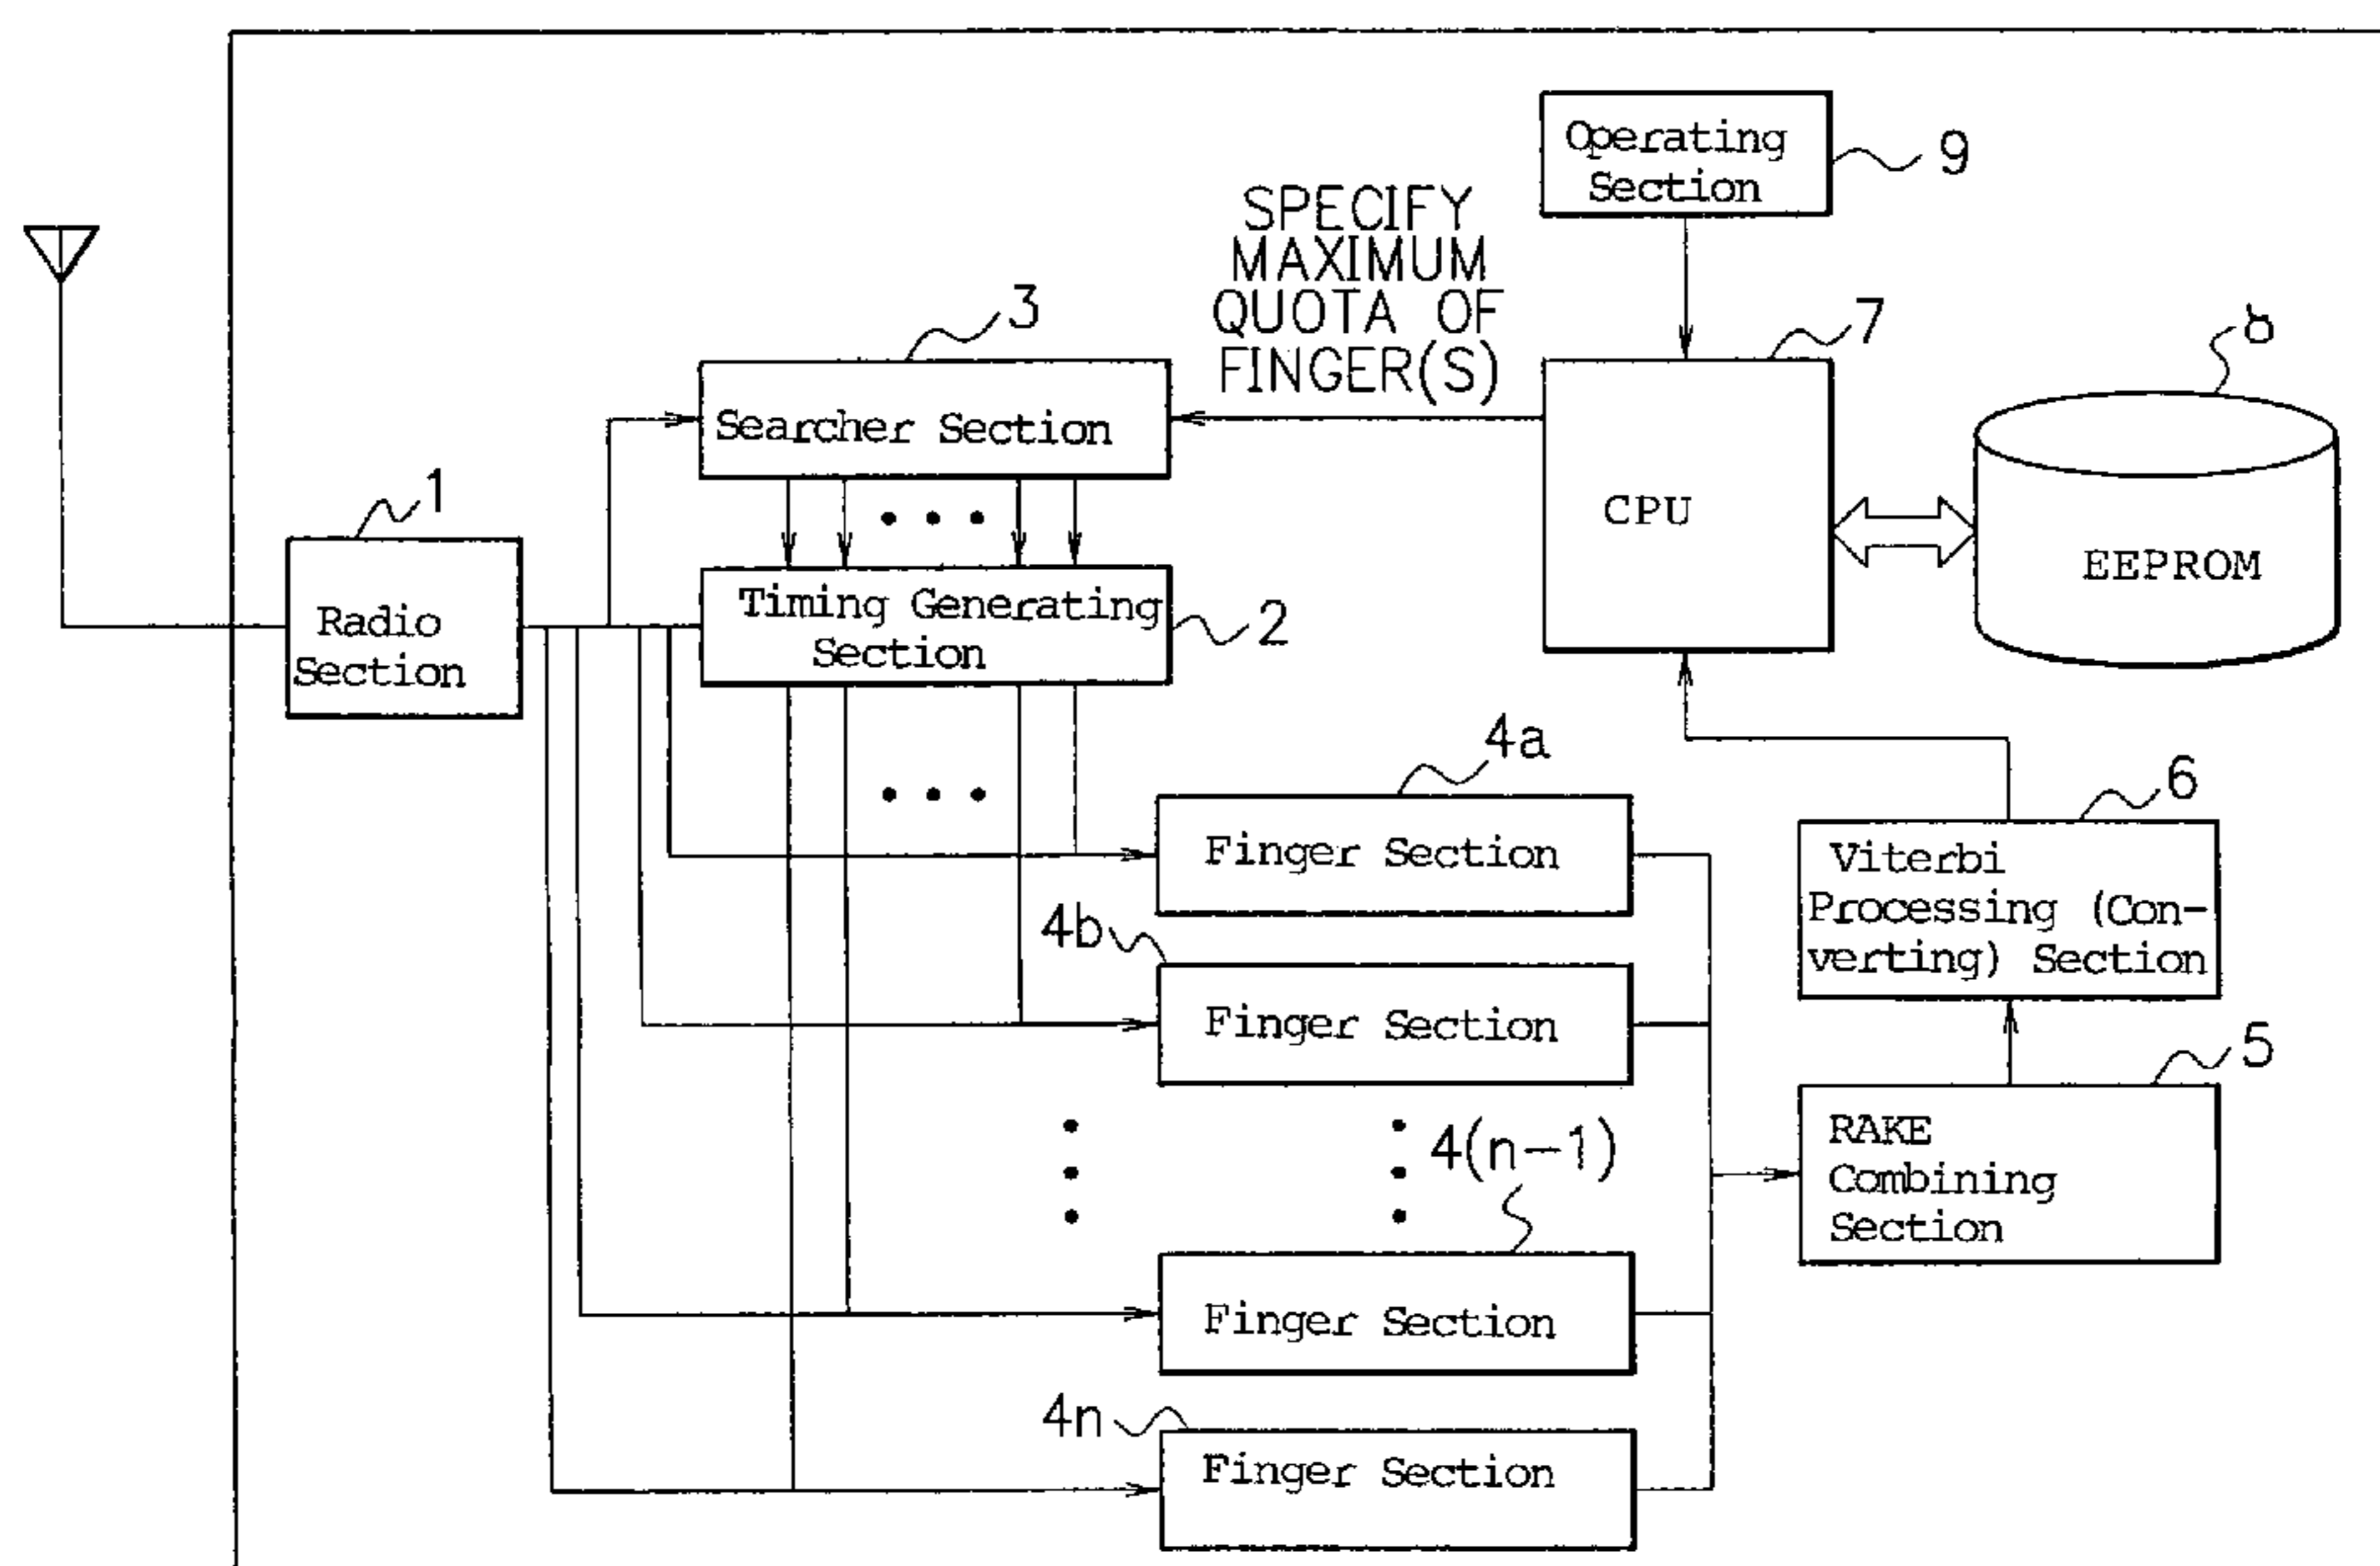 Operating
Section
9
SPECIFY
MAXIMUM
QUOTA OF
FINGER(S)
3
7
8
Searcher Section
1
CPU
EEPROM
Radio
Section
Timing Generating
Section
2
4a
6
Finger Section
Viterbi
Processing (Con-
verting) Section
4b
Finger Section
5
4(n-1)
RAKE
Combining
Section
Finger Section
4n
Finger Section